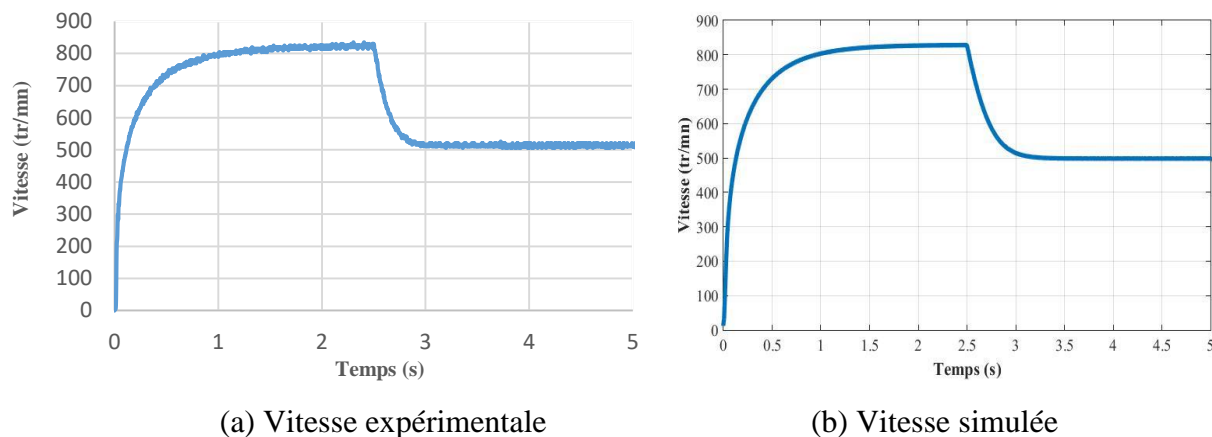 900
800
700
600
500
400
300
200
100
0
Vitesse (tr/mn)
0 1 2 3 4 5
Temps (s)
(a) Vitesse expérimentale
900
800
700
600
500
400
300
200
100
0
Vitesse (tr/mn)
0 0.5 1 1.5 2 2.5 3 3.5 4 4.5 5
Temps (s)
(b) Vitesse simulée